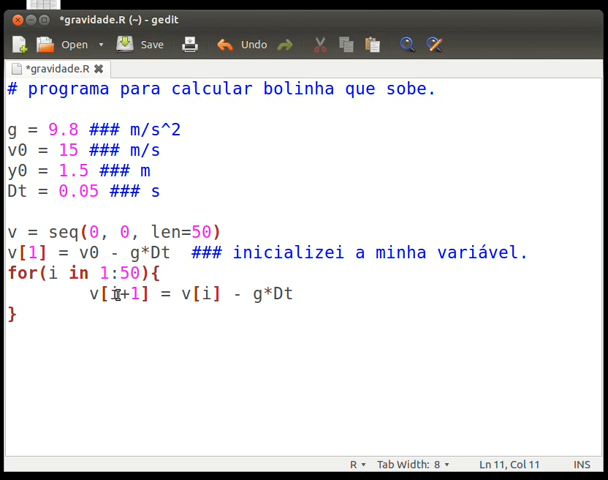 *gravidade.R (~) - gedit
Open Save Undo
*gravidade.R
# programa para calcular bolinha que sobe.
g = 9.8 ### m/s^2
v0 = 15 ### m/s
y0 = 1.5 ### m
Dt = 0.05 ### s
v = seq(0, 0, len=50)
v[1] = v0 - g*Dt ### inicializei a minha variável.
for(i in 1:50){
v[i+1] = v[i] - g*Dt
}
R Tab Width: 8 Ln 11, Col 11 INS